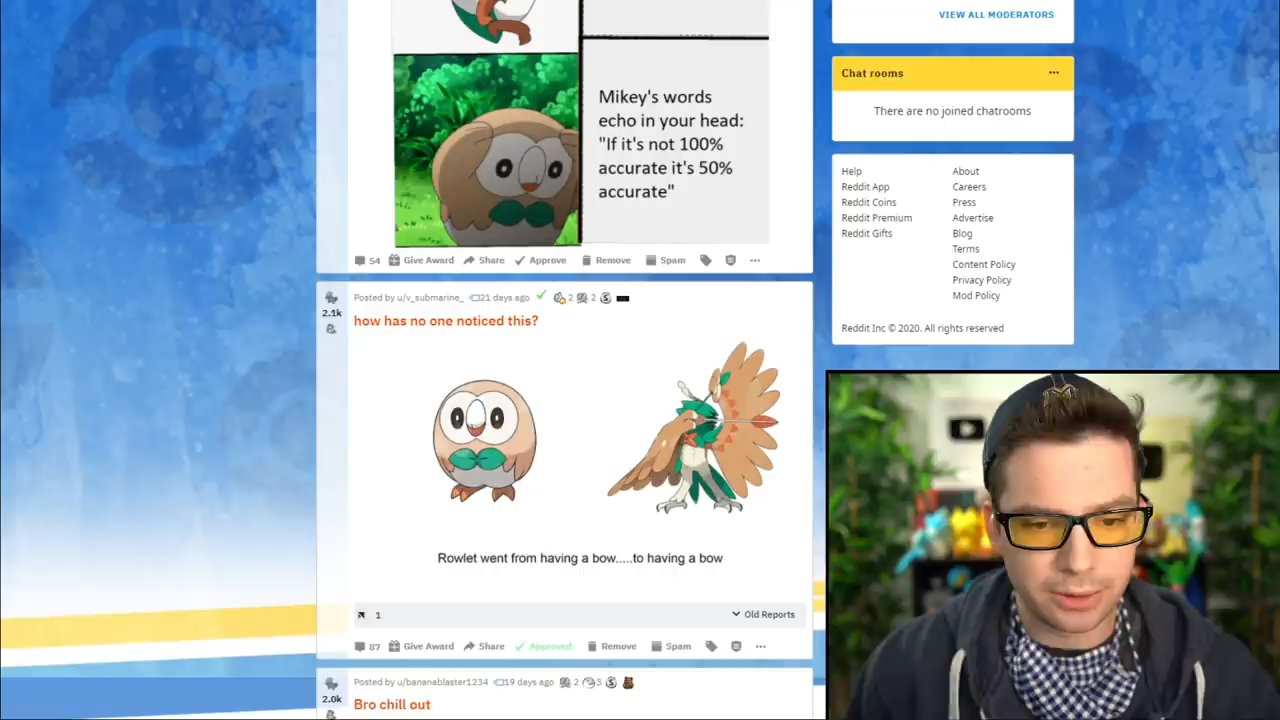 VIEW ALL MODERATORS
Chat rooms
There are no joined chatrooms
Mikey's words
echo in your head:
"If it's not 100%
accurate it's 50%
accurate"
Help
About
Reddit App
Careers
Reddit Coins
Press
Reddit Premium
Advertise
Reddit Gifts
Blog
Terms
Content Policy
Privacy Policy
Mod Policy
Reddit Inc © 2020. All rights reserved
54 Give Award Share Approve Remove Spam
Posted by u/v_submarine_ 21 days ago 2 2
2.1k
how has no one noticed this?
Rowlet went from having a bow.....to having a bow
1
Old Reports
87 Give Award Share Approved Remove Spam
Posted by u/bananablaster1234 19 days ago 2 3
2.0k
Bro chill out